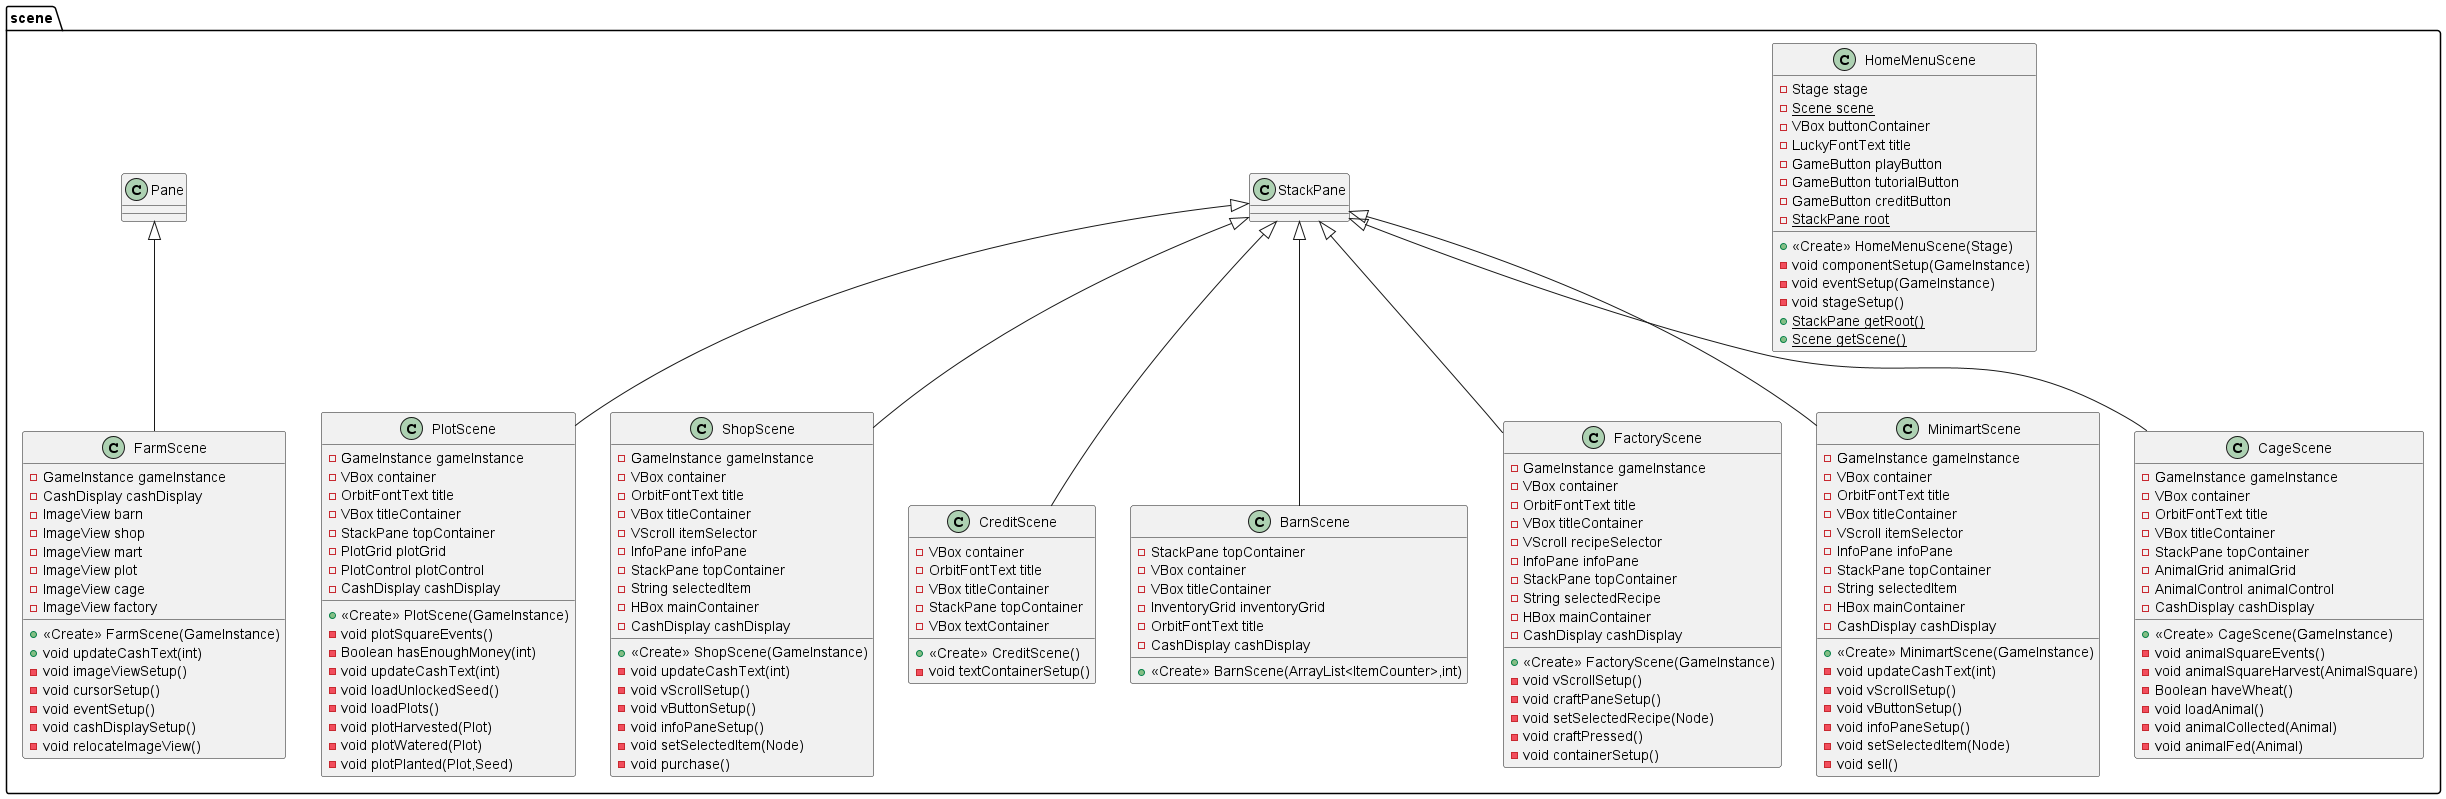 scene
HomeMenuScene
Stage stage
Scene scene
VBox buttonContainer
LuckyFontText title
GameButton playButton
GameButton tutorialButton
GameButton creditButton
StackPane root
«Create» HomeMenuScene(Stage)
void componentSetup(GameInstance)
void eventSetup(GameInstance)
void stageSetup()
StackPane getRoot()
Scene getScene()
Pane
StackPane
FarmScene
GameInstance gameInstance
CashDisplay cashDisplay
ImageView barn
ImageView shop
ImageView mart
ImageView plot
ImageView cage
ImageView factory
«Create» FarmScene(GameInstance)
void updateCashText(int)
void imageViewSetup()
void cursorSetup()
void eventSetup()
void cashDisplaySetup()
void relocateImageView()
PlotScene
GameInstance gameInstance
VBox container
OrbitFontText title
VBox titleContainer
StackPane topContainer
PlotGrid plotGrid
PlotControl plotControl
CashDisplay cashDisplay
«Create» PlotScene(GameInstance)
void plotSquareEvents()
Boolean hasEnoughMoney(int)
void updateCashText(int)
void loadUnlockedSeed()
void loadPlots()
void plotHarvested(Plot)
void plotWatered(Plot)
void plotPlanted(Plot,Seed)
ShopScene
GameInstance gameInstance
VBox container
OrbitFontText title
VBox titleContainer
VScroll itemSelector
InfoPane infoPane
StackPane topContainer
String selectedItem
HBox mainContainer
CashDisplay cashDisplay
«Create» ShopScene(GameInstance)
void updateCashText(int)
void vScrollSetup()
void vButtonSetup()
void infoPaneSetup()
void setSelectedItem(Node)
void purchase()
CreditScene
VBox container
OrbitFontText title
VBox titleContainer
StackPane topContainer
VBox textContainer
«Create» CreditScene()
void textContainerSetup()
BarnScene
StackPane topContainer
VBox container
VBox titleContainer
InventoryGrid inventoryGrid
OrbitFontText title
CashDisplay cashDisplay
«Create» BarnScene(ArrayList<ItemCounter>,int)
FactoryScene
GameInstance gameInstance
VBox container
OrbitFontText title
VBox titleContainer
VScroll recipeSelector
InfoPane infoPane
StackPane topContainer
String selectedRecipe
HBox mainContainer
CashDisplay cashDisplay
«Create» FactoryScene(GameInstance)
void vScrollSetup()
void craftPaneSetup()
void setSelectedRecipe(Node)
void craftPressed()
void containerSetup()
MinimartScene
GameInstance gameInstance
VBox container
OrbitFontText title
VBox titleContainer
VScroll itemSelector
InfoPane infoPane
StackPane topContainer
String selectedItem
HBox mainContainer
CashDisplay cashDisplay
«Create» MinimartScene(GameInstance)
void updateCashText(int)
void vScrollSetup()
void vButtonSetup()
void infoPaneSetup()
void setSelectedItem(Node)
void sell()
CageScene
GameInstance gameInstance
VBox container
OrbitFontText title
VBox titleContainer
StackPane topContainer
AnimalGrid animalGrid
AnimalControl animalControl
CashDisplay cashDisplay
«Create» CageScene(GameInstance)
void animalSquareEvents()
void animalSquareHarvest(AnimalSquare)
Boolean haveWheat()
void loadAnimal()
void animalCollected(Animal)
void animalFed(Animal)